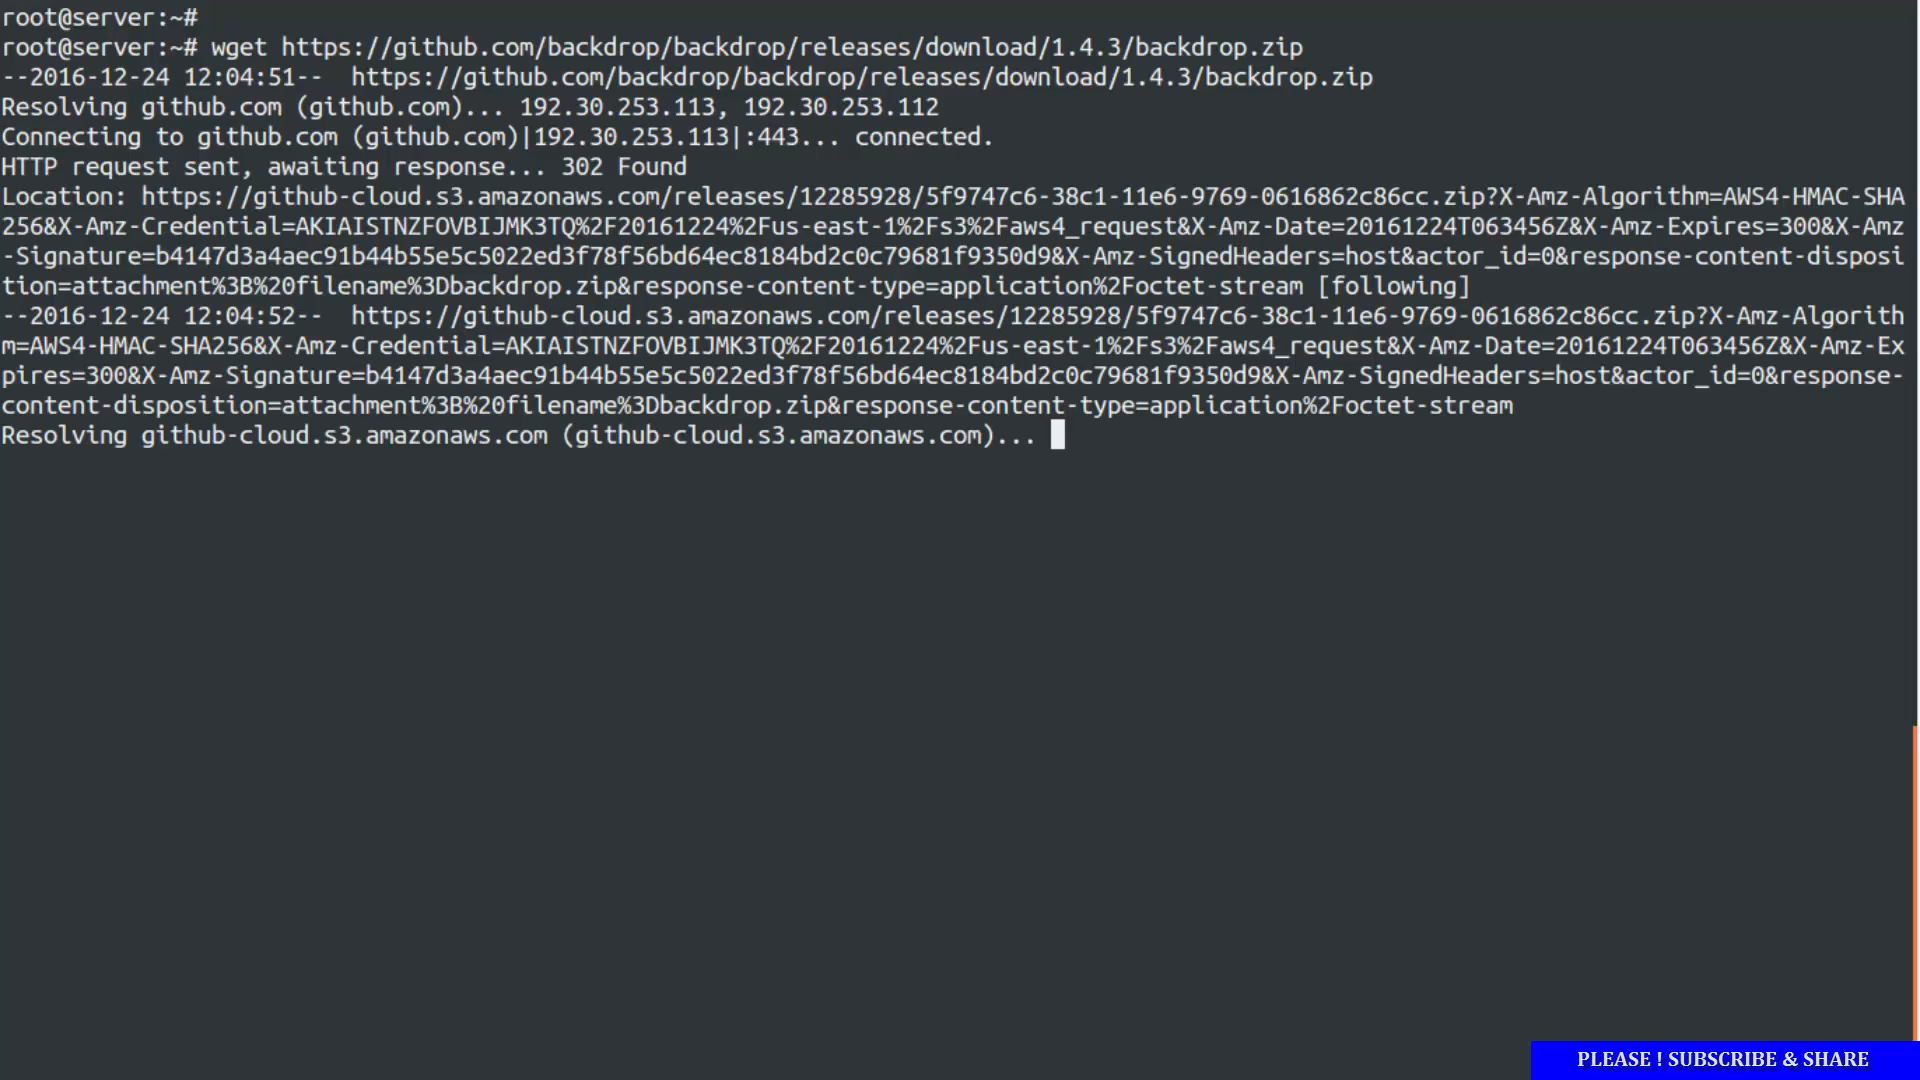 root@server:~#
root@server:~# wget https://github.com/backdrop/backdrop/releases/download/1.4.3/backdrop.zip
--2016-12-24 12:04:51--  https://github.com/backdrop/backdrop/releases/download/1.4.3/backdrop.zip
Resolving github.com (github.com)... 192.30.253.113, 192.30.253.112
Connecting to github.com (github.com)|192.30.253.113|:443... connected.
HTTP request sent, awaiting response... 302 Found
Location: https://github-cloud.s3.amazonaws.com/releases/12285928/5f9747c6-38c1-11e6-9769-0616862c86cc.zip?X-Amz-Algorithm=AWS4-HMAC-SHA
256&X-Amz-Credential=AKIAISTNZFOVBIJMK3TQ%2F20161224%2Fus-east-1%2Fs3%2Faws4_request&X-Amz-Date=20161224T063456Z&X-Amz-Expires=300&X-Amz
-Signature=b4147d3a4aec91b44b55e5c5022ed3f78f56bd64ec8184bd2c0c79681f9350d9&X-Amz-SignedHeaders=host&actor_id=0&response-content-disposi
tion=attachment%3B%20filename%3Dbackdrop.zip&response-content-type=application%2Foctet-stream [following]
--2016-12-24 12:04:52--  https://github-cloud.s3.amazonaws.com/releases/12285928/5f9747c6-38c1-11e6-9769-0616862c86cc.zip?X-Amz-Algorith
m=AWS4-HMAC-SHA256&X-Amz-Credential=AKIAISTNZFOVBIJMK3TQ%2F20161224%2Fus-east-1%2Fs3%2Faws4_request&X-Amz-Date=20161224T063456Z&X-Amz-Ex
pires=300&X-Amz-Signature=b4147d3a4aec91b44b55e5c5022ed3f78f56bd64ec8184bd2c0c79681f9350d9&X-Amz-SignedHeaders=host&actor_id=0&response-
content-disposition=attachment%3B%20filename%3Dbackdrop.zip&response-content-type=application%2Foctet-stream
Resolving github-cloud.s3.amazonaws.com (github-cloud.s3.amazonaws.com)...
PLEASE ! SUBSCRIBE & SHARE